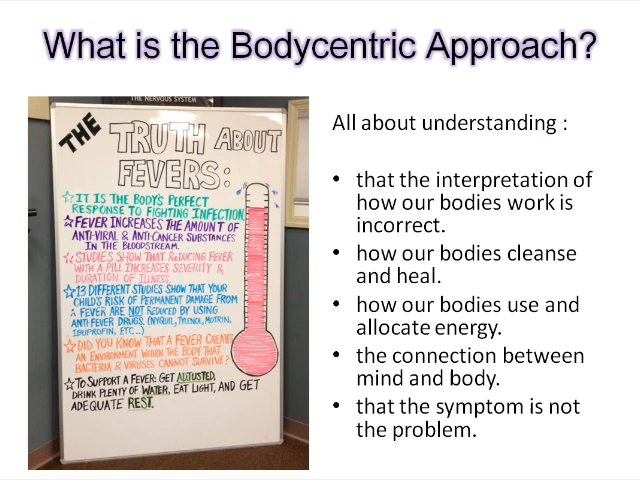 What is the Bodycentric Approach?
THE NERVOUS SYSTEM
THE
TRUTH ABOUT
FEVERS:
IT IS THE BODY'S PERFECT
RESPONSE TO FIGHTING INFECTION
FEVER INCREASES THE AMOUNT OF
ANTI-VIRAL & ANTI-CANCER SUBSTANCES
IN THE BLOODSTREAM.
STUDIES SHOW THAT REDUCING FEVER
WITH A PILL INCREASES SEVERITY &
DURATION OF ILLNESS.
13 DIFFERENT STUDIES SHOW THAT YOUR
CHILD'S RISK OF PERMANENT DAMAGE FROM
A FEVER ARE NOT REDUCED BY USING
ANTI-FEVER DRUGS, (NYQUIL, TYLENOL, MOTRIN,
IBUPROFIN, ETC...)
DID YOU KNOW THAT A FEVER CREATES
AN ENVIRONMENT WITHIN THE BODY THAT
BACTERIA & VIRUSES CANNOT SURVIVE?
TO SUPPORT A FEVER: GET ADJUSTED,
DRINK PLENTY OF WATER, EAT LIGHT, AND GET
ADEQUATE REST.
All about understanding :
• that the interpretation of
how our bodies work is
incorrect.
• how our bodies cleanse
and heal.
• how our bodies use and
allocate energy.
• the connection between
mind and body.
• that the symptom is not
the problem.